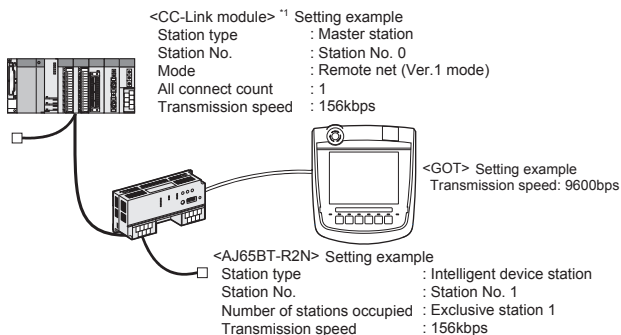 <CC-Link module> *1 Setting example
Station type : Master station
Station No. : Station No. 0
Mode : Remote net (Ver.1 mode)
All connect count : 1
Transmission speed : 156kbps
<GOT> Setting example
Transmission speed: 9600bps
<AJ65BT-R2N> Setting example
Station type : Intelligent device station
Station No. : Station No. 1
Number of stations occupied : Exclusive station 1
Transmission speed : 156kbps